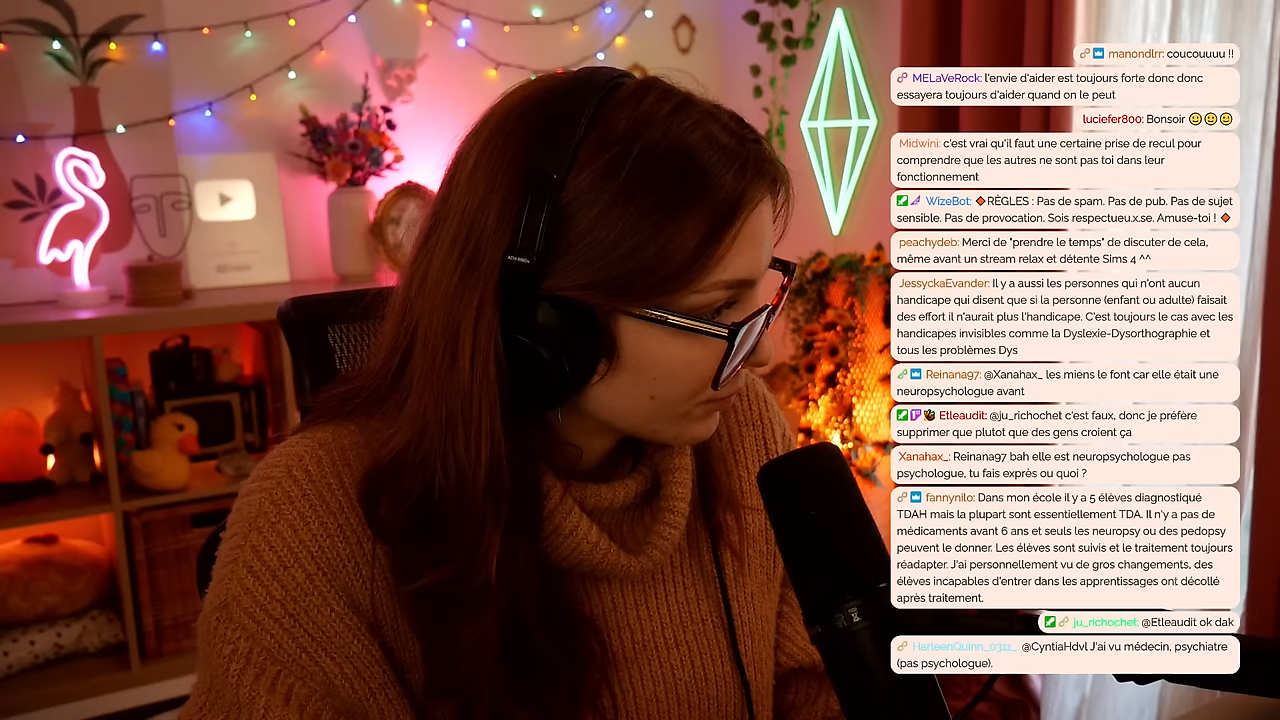 manondlrr: coucouuuu !!
MELaVeRock: l'envie d'aider est toujours forte donc donc
essayera toujours d'aider quand on le peut
luciefer800: Bonsoir
Midwini: c'est vrai qu'il faut une certaine prise de recul pour
comprendre que les autres ne sont pas toi dans leur
fonctionnement
WizeBot: 🔸RÈGLES : Pas de spam. Pas de pub. Pas de sujet
sensible. Pas de provocation. Sois respectueu.x.se. Amuse-toi ! 🔸
peachydeb: Merci de "prendre le temps" de discuter de cela,
même avant un stream relax et détente Sims 4 ^^
JessyckaEvander: Il y a aussi les personnes qui n'ont aucun
handicape qui disent que si la personne (enfant ou adulte) faisait
des effort il n'aurait plus l'handicape. C'est toujours le cas avec les
handicapes invisibles comme la Dyslexie-Dysorthographie et
tous les problèmes Dys
Reinana97: @Xanahax_ les miens le font car elle était une
neuropsychologue avant
Etleaudit: @ju_richochet c'est faux, donc je préfère
supprimer que plutot que des gens croient ça
Xanahax_: Reinana97 bah elle est neuropsychologue pas
psychologue, tu fais exprès ou quoi ?
fannynilo: Dans mon école il y a 5 élèves diagnostiqué
TDAH mais la plupart sont essentiellement TDA. Il n'y a pas de
médicaments avant 6 ans et seuls les neuropsy ou des pedopsy
peuvent le donner. Les élèves sont suivis et le traitement toujours
réadapter. J'ai personnellement vu de gros changements, des
élèves incapables d'entrer dans les apprentissages ont décollé
après traitement.
ju_richochet: @Etleaudit ok dak
HarleenQuinn_0311_: @CyntiaHdvl J'ai vu médecin, psychiatre
(pas psychologue).